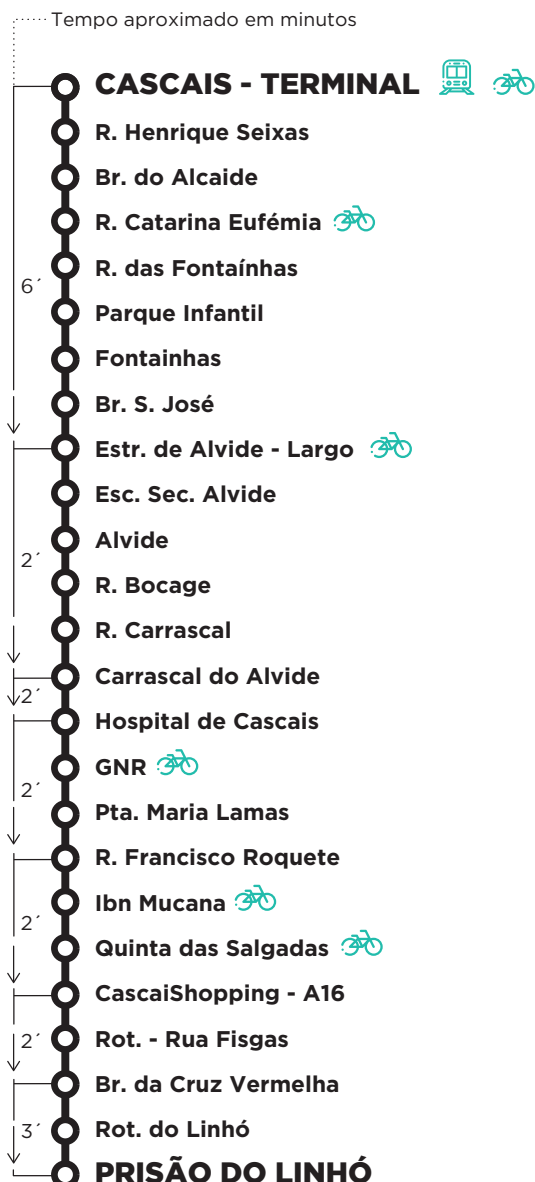 Tempo aproximado em minutos
CASCAIS - TERMINAL
R. Henrique Seixas
Br. do Alcaide
R. Catarina Eufémia
R. das Fontaínhas
6´
Parque Infantil
Fontainhas
Br. S. José
Estr. de Alvide - Largo
Esc. Sec. Alvide
Alvide
2´
R. Bocage
R. Carrascal
Carrascal do Alvide
2´
Hospital de Cascais
GNR
2´
Pta. Maria Lamas
R. Francisco Roquete
Ibn Mucana
2´
Quinta das Salgadas
CascaiShopping - A16
2´
Rot. - Rua Fisgas
Br. da Cruz Vermelha
3´
Rot. do Linhó
PRISÃO DO LINHÓ